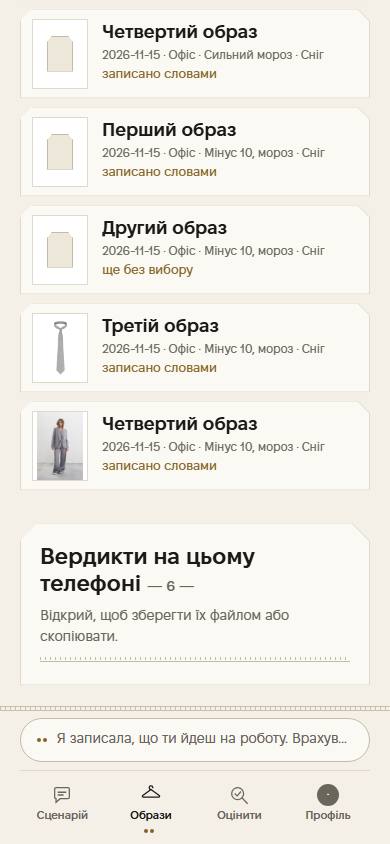 Четвертий образ
2026-11-15 · Офіс · Сильний мороз · Сніг
записано словами
Перший образ
2026-11-15 · Офіс · Мінус 10, мороз · Сніг
записано словами
Другий образ
2026-11-15 · Офіс · Мінус 10, мороз · Сніг
ще без вибору
Третій образ
2026-11-15 · Офіс · Мінус 10, мороз · Сніг
записано словами
Четвертий образ
2026-11-15 · Офіс · Мінус 10, мороз · Сніг
записано словами
Вердикти на цьому
телефоні — 6 —
Відкрий, щоб зберегти їх файлом або
скопіювати.
Я записала, що ти йдеш на роботу. Врахув...
Сценарій
Образи
Оцінити
Профіль